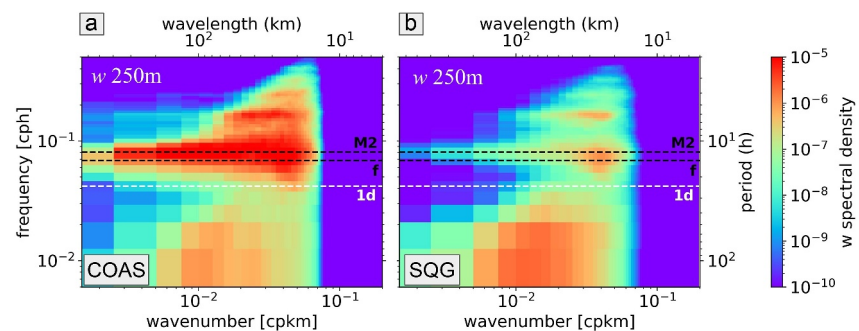 wavelength (km)
wavelength (km)
a
10² 10¹
b
10² 10¹
w 250m
w 250m
10⁻⁵
10⁻⁶
10⁻⁷
10⁻⁸
10⁻⁹
10⁻¹⁰
w spectral density
frequency [cph]
10⁻¹
10⁻²
M2
f
1d
M2
f
1d
10¹
10²
period (h)
COAS
SQG
10⁻² 10⁻¹
10⁻² 10⁻¹
wavenumber [cpkm]
wavenumber [cpkm]